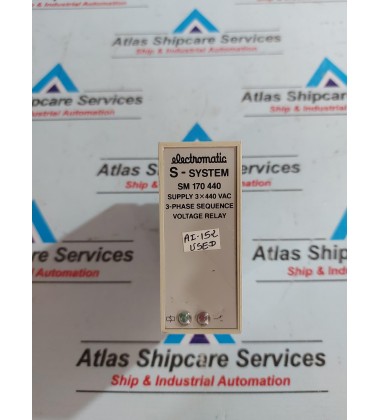 Atlas Shipcare Services
Ship & Industrial Automation
Atlas Shipcare Services
Ship & Industrial Automation
Atlas Shipcare Services
Ship & Industrial Automation
electromatic
S-SYSTEM
SM 170 440
SUPPLY 3×440 VAC
3-PHASE SEQUENCE
VOLTAGE RELAY
AI-152
USED
Atlas Shipcare Services
Ship & Industrial Automation